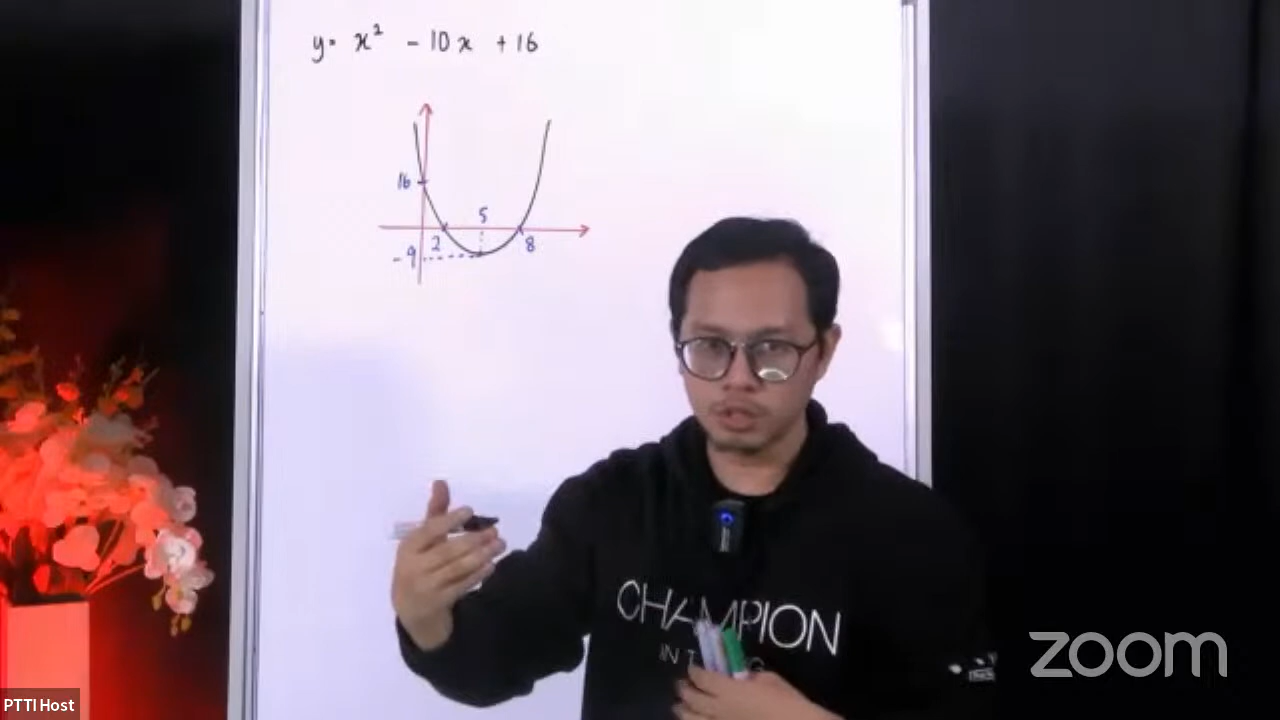 y = x² - 10x + 16
16
5
2
8
-9
CHAMPION
zoom
PTTI Host